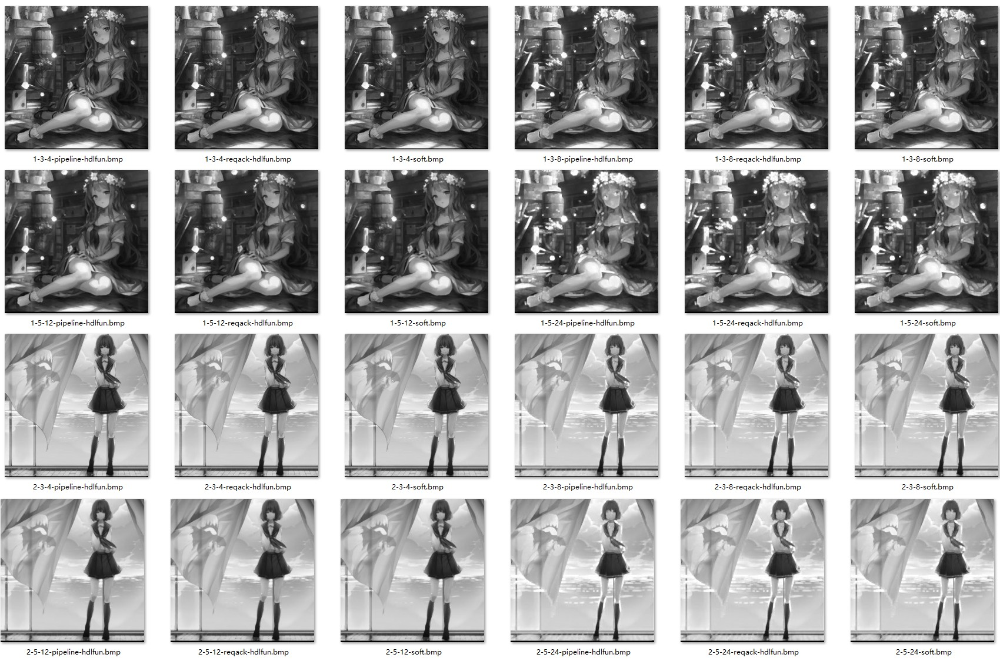 1-3-4-pipeline-hdlfun.bmp
1-3-4-reqack-hdlfun.bmp
1-3-4-soft.bmp
1-3-8-pipeline-hdlfun.bmp
1-3-8-reqack-hdlfun.bmp
1-3-8-soft.bmp
1-5-12-pipeline-hdlfun.bmp
1-5-12-reqack-hdlfun.bmp
1-5-12-soft.bmp
1-5-24-pipeline-hdlfun.bmp
1-5-24-reqack-hdlfun.bmp
1-5-24-soft.bmp
2-3-4-pipeline-hdlfun.bmp
2-3-4-reqack-hdlfun.bmp
2-3-4-soft.bmp
2-3-8-pipeline-hdlfun.bmp
2-3-8-reqack-hdlfun.bmp
2-3-8-soft.bmp
2-5-12-pipeline-hdlfun.bmp
2-5-12-reqack-hdlfun.bmp
2-5-12-soft.bmp
2-5-24-pipeline-hdlfun.bmp
2-5-24-reqack-hdlfun.bmp
2-5-24-soft.bmp